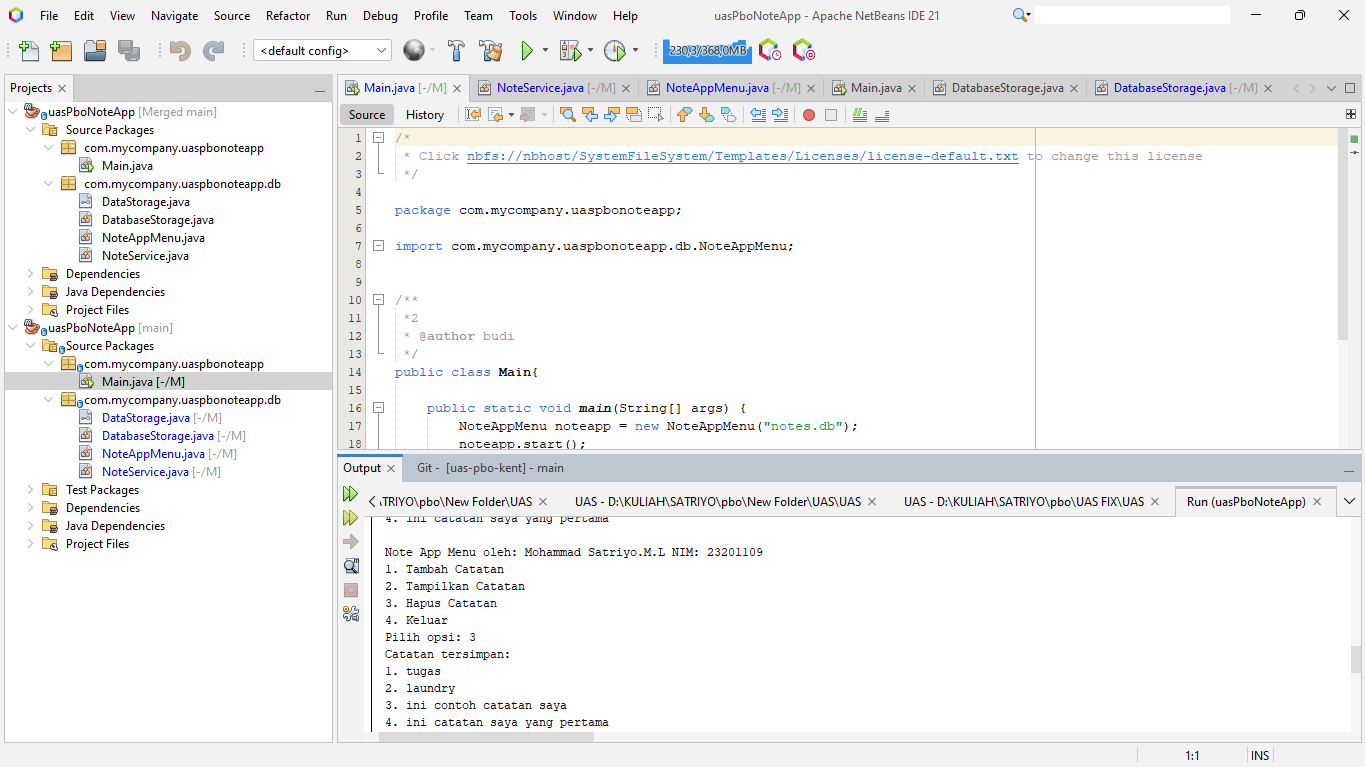 File Edit View Navigate Source Refactor Run Debug Profile Team Tools Window Help
uasPboNoteApp - Apache NetBeans IDE 21
<default config>
230,3/368,0MB
Projects
uasPboNoteApp [Merged main]
Source Packages
com.mycompany.uaspbonoteapp
Main.java
com.mycompany.uaspbonoteapp.db
DataStorage.java
DatabaseStorage.java
NoteAppMenu.java
NoteService.java
Dependencies
Java Dependencies
Project Files
uasPboNoteApp [main]
Source Packages
com.mycompany.uaspbonoteapp
Main.java [-/M]
com.mycompany.uaspbonoteapp.db
DataStorage.java [-/M]
DatabaseStorage.java [-/M]
NoteAppMenu.java [-/M]
NoteService.java [-/M]
Test Packages
Dependencies
Java Dependencies
Project Files
Main.java [-/M] NoteService.java [-/M] NoteAppMenu.java [-/M] Main.java DatabaseStorage.java DatabaseStorage.java [-/M]
Source History
1 /*
2 * Click nbfs://nbhost/SystemFileSystem/Templates/Licenses/license-default.txt to change this license
3 */
4
5 package com.mycompany.uaspbonoteapp;
6
7 import com.mycompany.uaspbonoteapp.db.NoteAppMenu;
8
9
10 /**
11 *2
12 * @author budi
13 */
14 public class Main{
15
16 public static void main(String[] args) {
17 NoteAppMenu noteapp = new NoteAppMenu("notes.db");
18 noteapp.start();
Output Git - [uas-pbo-kent] - main
\TRIYO\pbo\New Folder\UAS UAS - D:\KULIAH\SATRIYO\pbo\New Folder\UAS\UAS UAS - D:\KULIAH\SATRIYO\pbo\UAS FIX\UAS Run (uasPboNoteApp)
4. ini catatan saya yang pertama
Note App Menu oleh: Mohammad Satriyo.M.L NIM: 23201109
1. Tambah Catatan
2. Tampilkan Catatan
3. Hapus Catatan
4. Keluar
Pilih opsi: 3
Catatan tersimpan:
1. tugas
2. laundry
3. ini contoh catatan saya
4. ini catatan saya yang pertama
1:1 INS